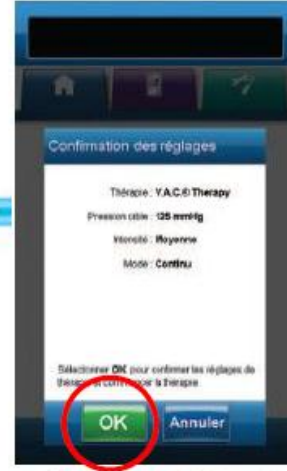 Confirmation des réglages
Thérapie : V.A.C.® Therapy
Pression cible : 125 mmHg
Intensité : Moyenne
Mode : Continu
Sélectionner OK pour confirmer les réglages de
thérapie et commencer la thérapie
OK
Annuler